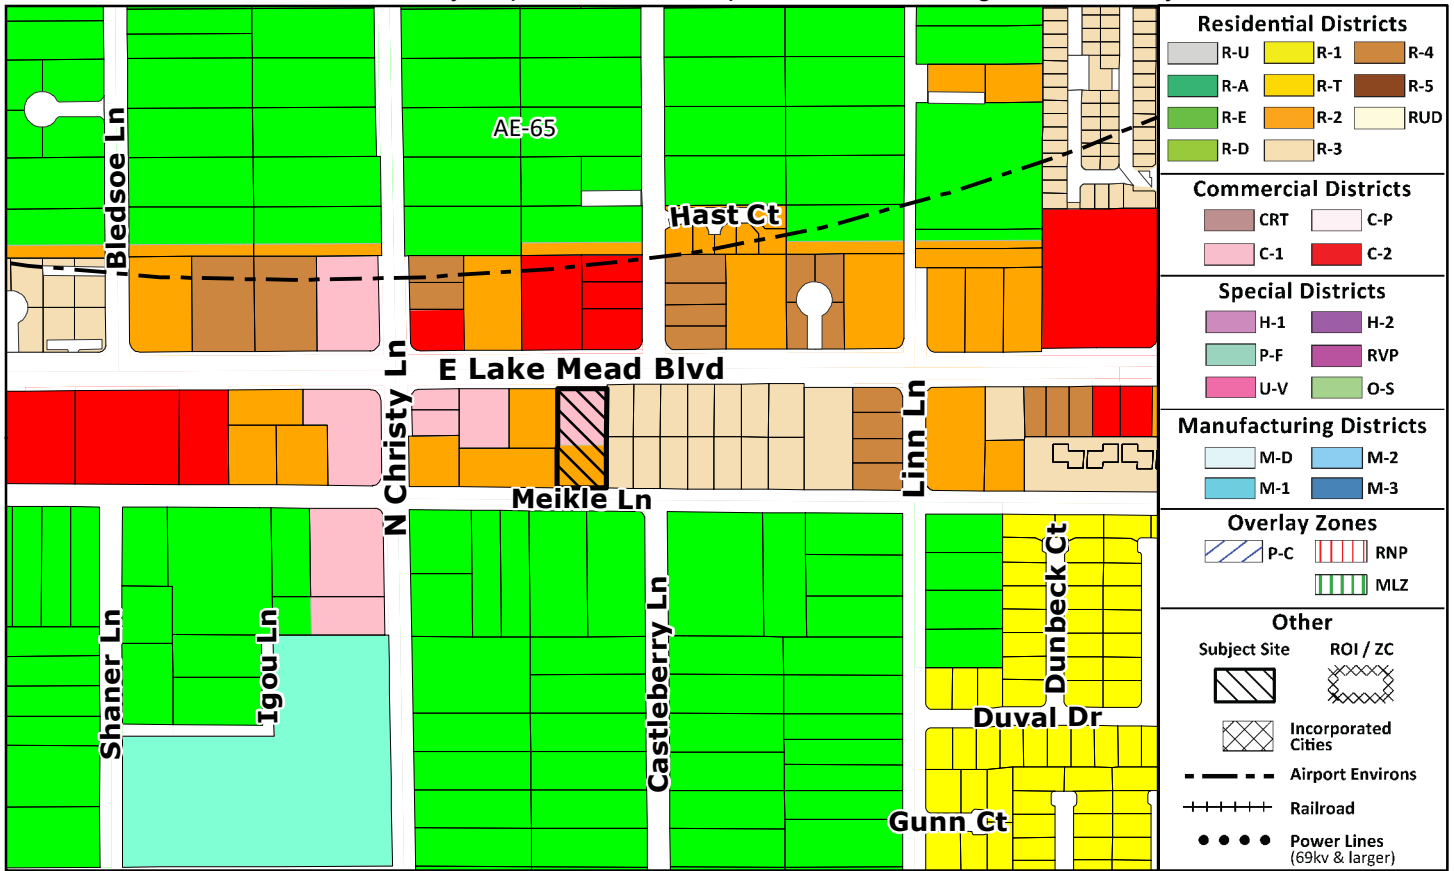 AE-65
Bledsoe Ln
Hast Ct
E Lake Mead Blvd
N Christy Ln
Linn Ln
Meikle Ln
Shaner Ln
Igou Ln
Castleberry Ln
Dunbeck Ct
Duval Dr
Gunn Ct
Residential Districts
R-U R-1 R-4
R-A R-T R-5
R-E R-2 RUD
R-D R-3
Commercial Districts
CRT C-P
C-1 C-2
Special Districts
H-1 H-2
P-F RVP
U-V O-S
Manufacturing Districts
M-D M-2
M-1 M-3
Overlay Zones
P-C RNP
MLZ
Other
Subject Site ROI / ZC
Incorporated
Cities
Airport Environs
Railroad
Power Lines
(69kv & larger)